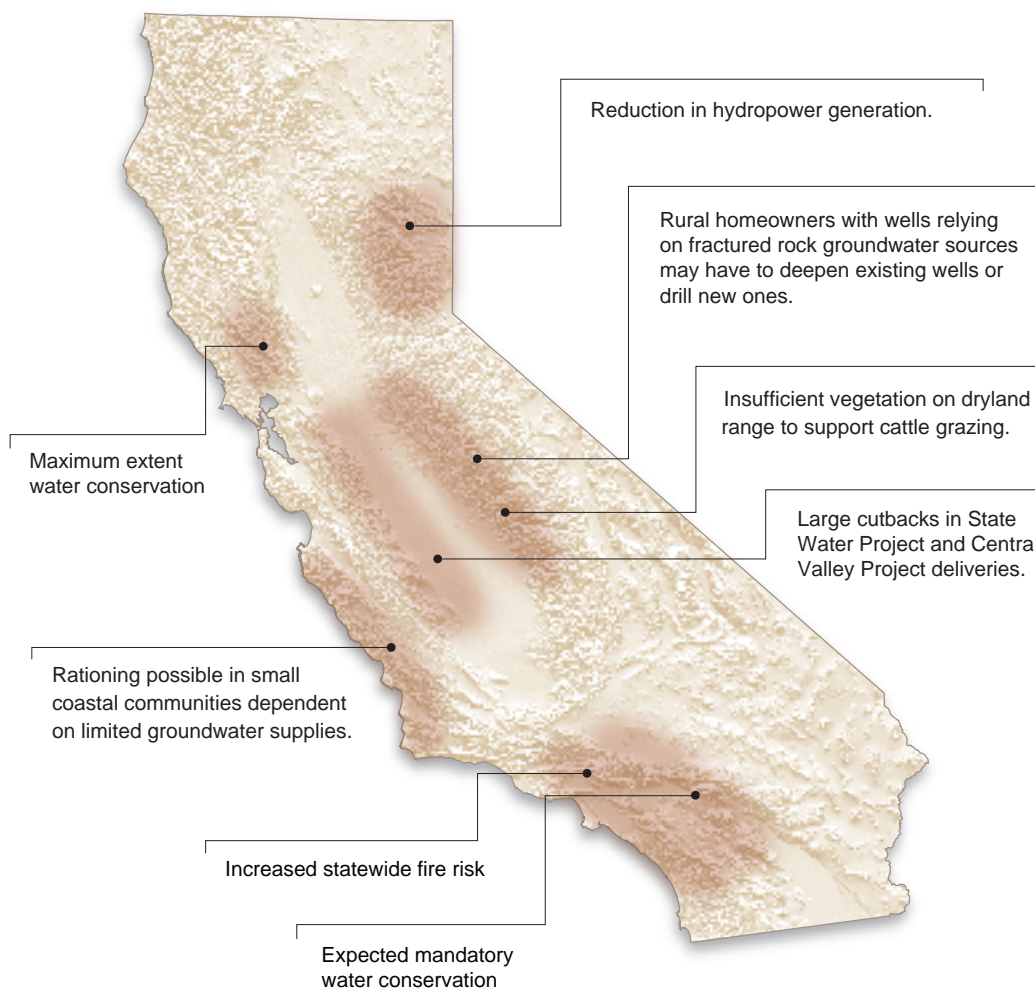 Reduction in hydropower generation.
Rural homeowners with wells relying
on fractured rock groundwater sources
may have to deepen existing wells or
drill new ones.
Insufficient vegetation on dryland
range to support cattle grazing.
Maximum extent
water conservation
Large cutbacks in State
Water Project and Centra
Valley Project deliveries.
Rationing possible in small
coastal communities dependent
on limited groundwater supplies.
Increased statewide fire risk
Expected mandatory
water conservation